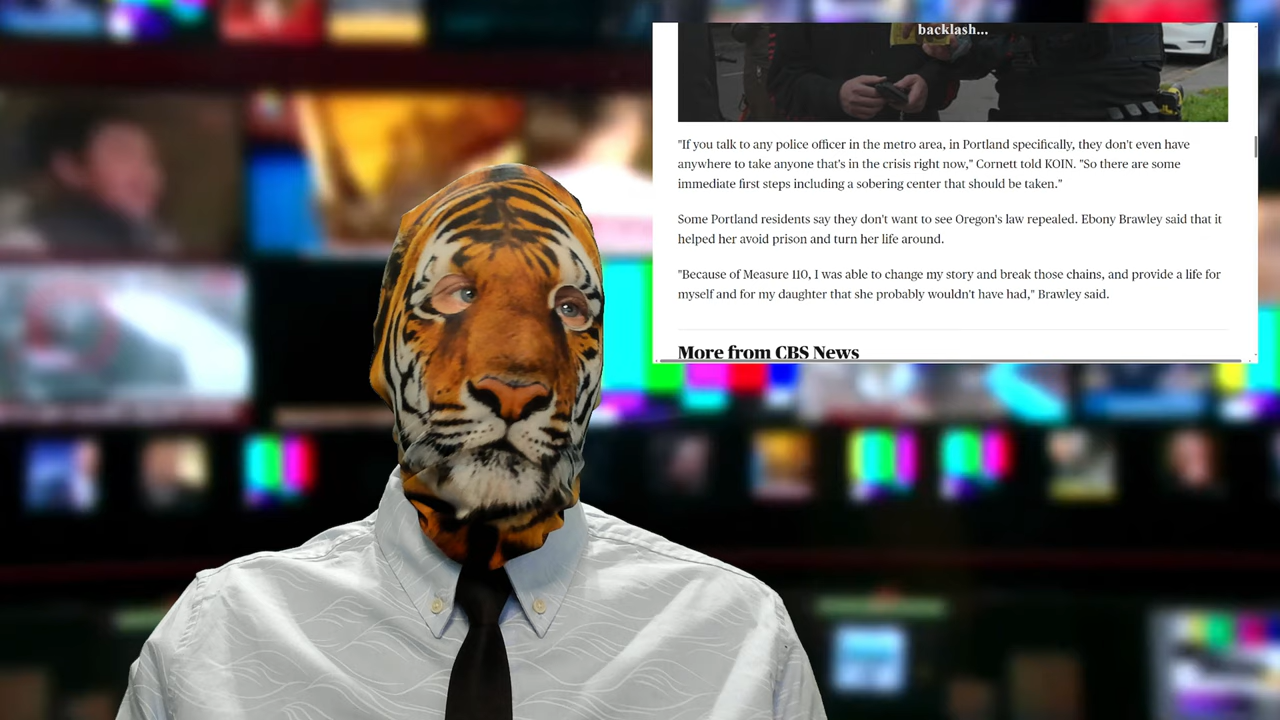 backlash...
"If you talk to any police officer in the metro area, in Portland specifically, they don't even have
anywhere to take anyone that's in the crisis right now," Cornett told KOIN. "So there are some
immediate first steps including a sobering center that should be taken."
Some Portland residents say they don't want to see Oregon's law repealed. Ebony Brawley said that it
helped her avoid prison and turn her life around.
"Because of Measure 110, I was able to change my story and break those chains, and provide a life for
myself and for my daughter that she probably wouldn't have had," Brawley said.
More from CBS News